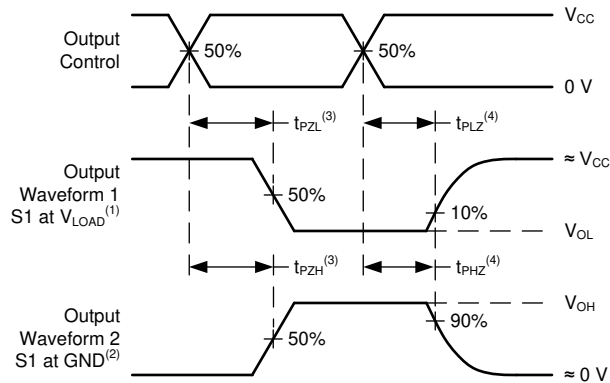 V<sub>CC</sub>
Output
Control
50%
50%
0 V
t<sub>PZL</sub><sup>(3)</sup>
t<sub>PLZ</sub><sup>(4)</sup>
≈ V<sub>CC</sub>
Output
Waveform 1
S1 at V<sub>LOAD</sub><sup>(1)</sup>
50%
10%
V<sub>OL</sub>
t<sub>PZH</sub><sup>(3)</sup>
t<sub>PHZ</sub><sup>(4)</sup>
V<sub>OH</sub>
Output
Waveform 2
S1 at GND<sup>(2)</sup>
50%
90%
≈ 0 V